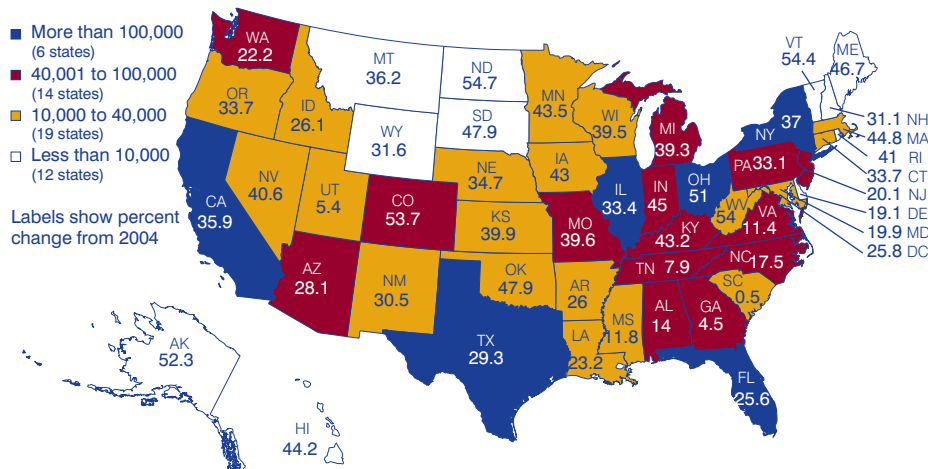 More than 100,000
(6 states)
40,001 to 100,000
(14 states)
10,000 to 40,000
(19 states)
Less than 10,000
(12 states)
Labels show percent
change from 2004
WA
22.2
OR
33.7
ID
26.1
MT
36.2
ND
54.7
SD
47.9
WY
31.6
MN
43.5
WI
39.5
MI
39.3
NY
37
VT
54.4
ME
46.7
31.1 NH
44.8 MA
41 RI
33.7 CT
20.1 NJ
19.1 DE
19.9 MD
25.8 DC
CA
35.9
NV
40.6
UT
5.4
CO
53.7
NE
34.7
KS
39.9
IA
43
MO
39.6
IL
33.4
IN
45
OH
51
PA 33.1
WV
54
VA
11.4
KY
43.2
NC 17.5
TN 7.9
SC
0.5
AZ
28.1
NM
30.5
OK
47.9
AR
26
TX
29.3
LA
23.2
MS
11.8
AL
14
GA
4.5
FL
25.6
AK
52.3
HI
44.2